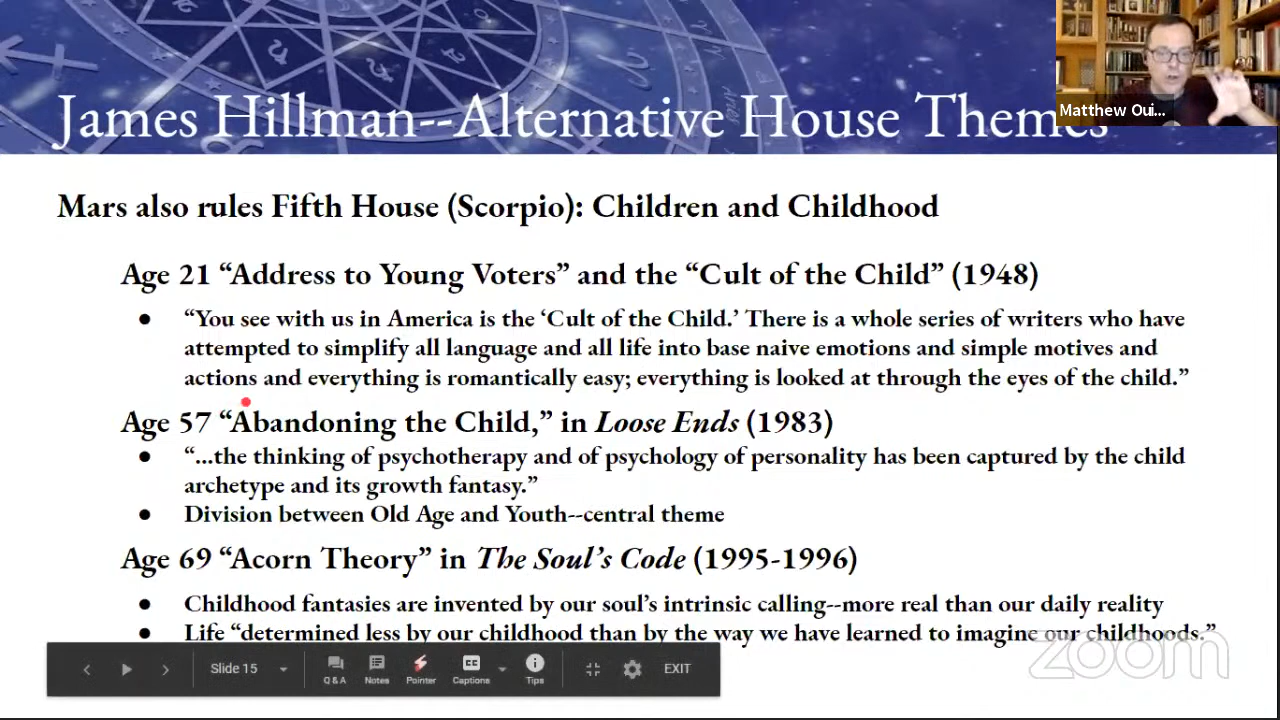 James Hillman--Alternative House Themes
Matthew Oui...
Mars also rules Fifth House (Scorpio): Children and Childhood
Age 21 “Address to Young Voters” and the “Cult of the Child” (1948)
● “You see with us in America is the ‘Cult of the Child.’ There is a whole series of writers who have
attempted to simplify all language and all life into base naive emotions and simple motives and
actions and everything is romantically easy; everything is looked at through the eyes of the child.”
Age 57 “Abandoning the Child,” in Loose Ends (1983)
● “...the thinking of psychotherapy and of psychology of personality has been captured by the child
archetype and its growth fantasy.”
● Division between Old Age and Youth--central theme
Age 69 “Acorn Theory” in The Soul’s Code (1995-1996)
● Childhood fantasies are invented by our soul’s intrinsic calling--more real than our daily reality
● Life “determined less by our childhood than by the way we have learned to imagine our childhoods.”
Slide 15
Q & A
Notes
Pointer
CC
Captions
Tips
EXIT
zoom